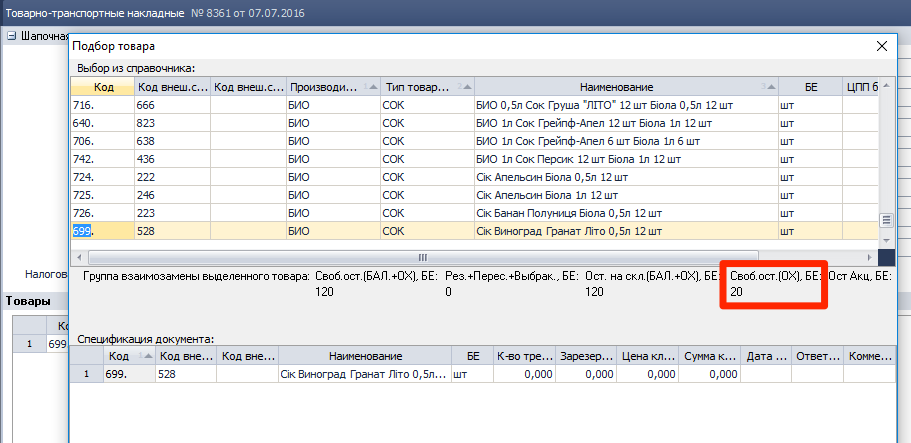 Товарно-транспортные накладные № 8361 от 07.07.2016
Шапочная
Подбор товара
Выбор из справочника:
Код Код внеш.с... Код внеш.с... Производи... 1 Тип товар... 2 Наименование 3 БЕ ЦПП б
716. 666 БИО СОК БИО 0,5л Сок Груша "ЛІТО" 12 шт Біола 0,5л 12 шт шт
640. 823 БИО СОК БИО 1л Сок Грейпф-Апел 12 шт Біола 1л 12 шт шт
706. 638 БИО СОК БИО 1л Сок Грейпф-Апел 6 шт Біола 1л 6 шт шт
742. 436 БИО СОК БИО 1л Сок Персик 12 шт Біола 1л 12 шт шт
724. 222 БИО СОК Сік Апельсин Біола 0,5л 12 шт шт
725. 246 БИО СОК Сік Апельсин Біола 1л 12 шт шт
726. 223 БИО СОК Сік Банан Полуниця Біола 0,5л 12 шт шт
699. 528 БИО СОК Сік Виноград Гранат Літо 0,5л 12 шт шт
Налогов
Группа взаимозамены выделенного товара: Своб.ост.(БАЛ.+ОХ), БЕ: Рез.+Перес.+Выбрак., БЕ: Ост. на скл.(БАЛ.+ОХ), БЕ: Своб.ост.(ОХ), БЕ: Ост Акц, БЕ:
120 0 120 20
Товары
Ко
1 699
Спецификация документа:
Код Код вне... Код вне... Наименование БЕ К-во тре... Зарезер... Цена кл... Сумма к... Дата ... Ответ... Комме...
1 699. 528 Сік Виноград Гранат Літо 0,5л... шт 0,000 0,000 0,000 0,000